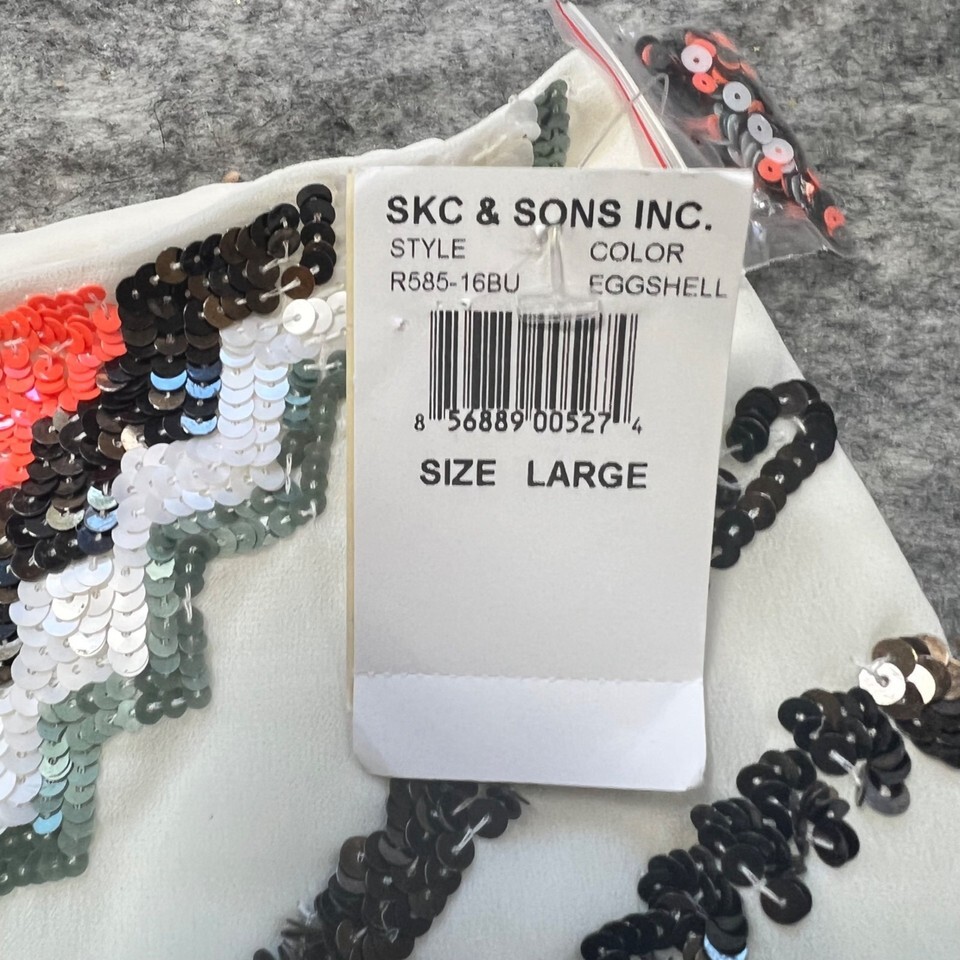 SKC & SONS INC.
STYLE COLOR
R585-16BU EGGSHELL
8 56889 00527 4
SIZE LARGE